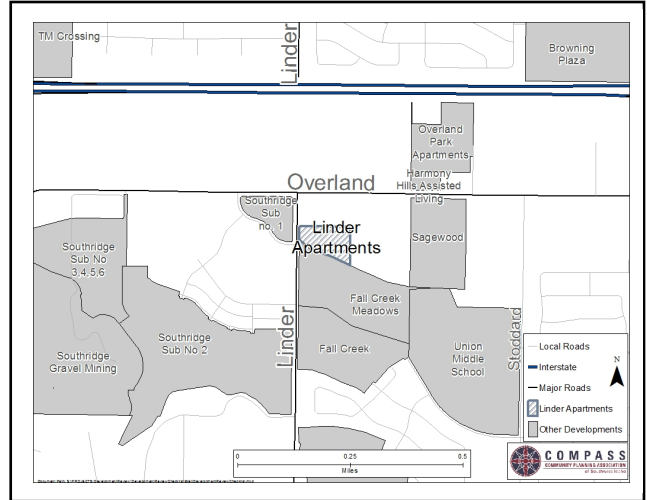 TM Crossing
Linder
Browning
Plaza
Overland
Park
Apartments
Harmony
Hills Assisted
Living
Overland
Southridge
Sub
no, 1
Linder
Apartments
Sagewood
Southridge
Sub No
3,4,5,6
Fall Creek
Meadows
Southridge
Sub No 2
Linder
Fall Creek
Union
Middle
School
Stoddard
Southridge
Gravel Mining
Local Roads
Interstate
Major Roads
Linder Apartments
Other Developments
N
0 0.25 0.5
Miles
COMPASS
COMMUNITY PLANNING ASSOCIATION
of Southwest Idaho